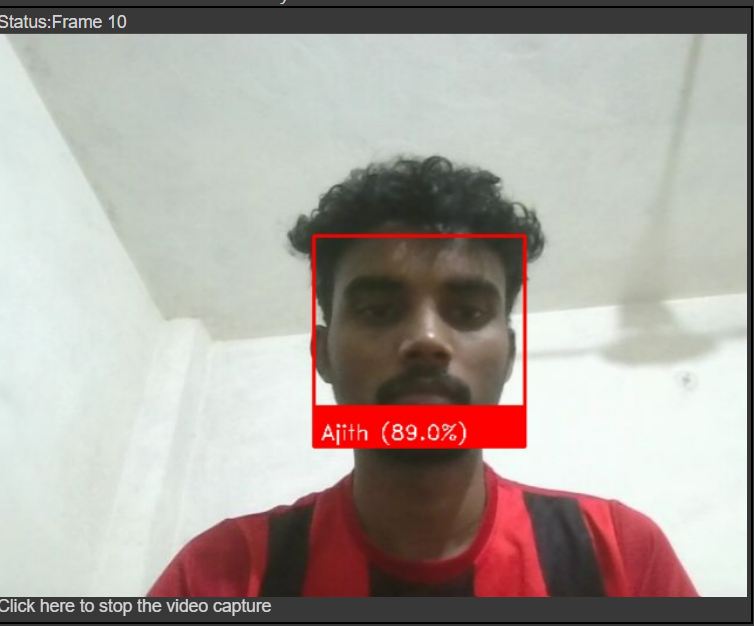 Status:Frame 10
Ajith (89.0%)
Click here to stop the video capture